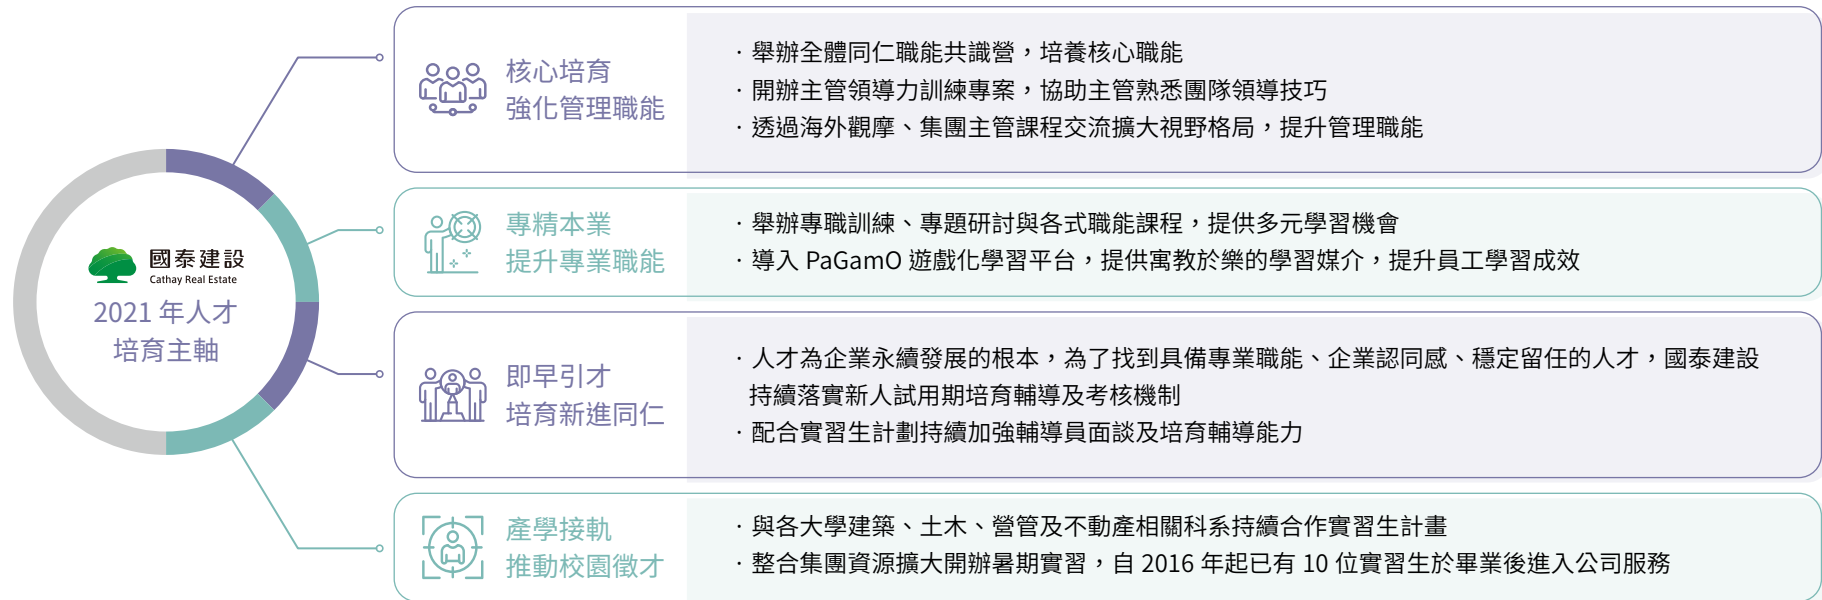 國泰建設
Cathay Real Estate
2021 年人才
培育主軸
核心培育
強化管理職能
· 舉辦全體同仁職能共識營，培養核心職能
· 開辦主管領導力訓練專案，協助主管熟悉團隊領導技巧
· 透過海外觀摩、集團主管課程交流擴大視野格局，提升管理職能
專精本業
提升專業職能
· 舉辦專職訓練、專題研討與各式職能課程，提供多元學習機會
· 導入 PaGamO 遊戲化學習平台，提供寓教於樂的學習媒介，提升員工學習成效
即早引才
培育新進同仁
· 人才為企業永續發展的根本，為了找到具備專業職能、企業認同感、穩定留任的人才，國泰建設
持續落實新人試用期培育輔導及考核機制
· 配合實習生計劃持續加強輔導員面談及培育輔導能力
產學接軌
推動校園徵才
· 與各大學建築、土木、營管及不動產相關科系持續合作實習生計畫
· 整合集團資源擴大開辦暑期實習，自 2016 年起已有 10 位實習生於畢業後進入公司服務